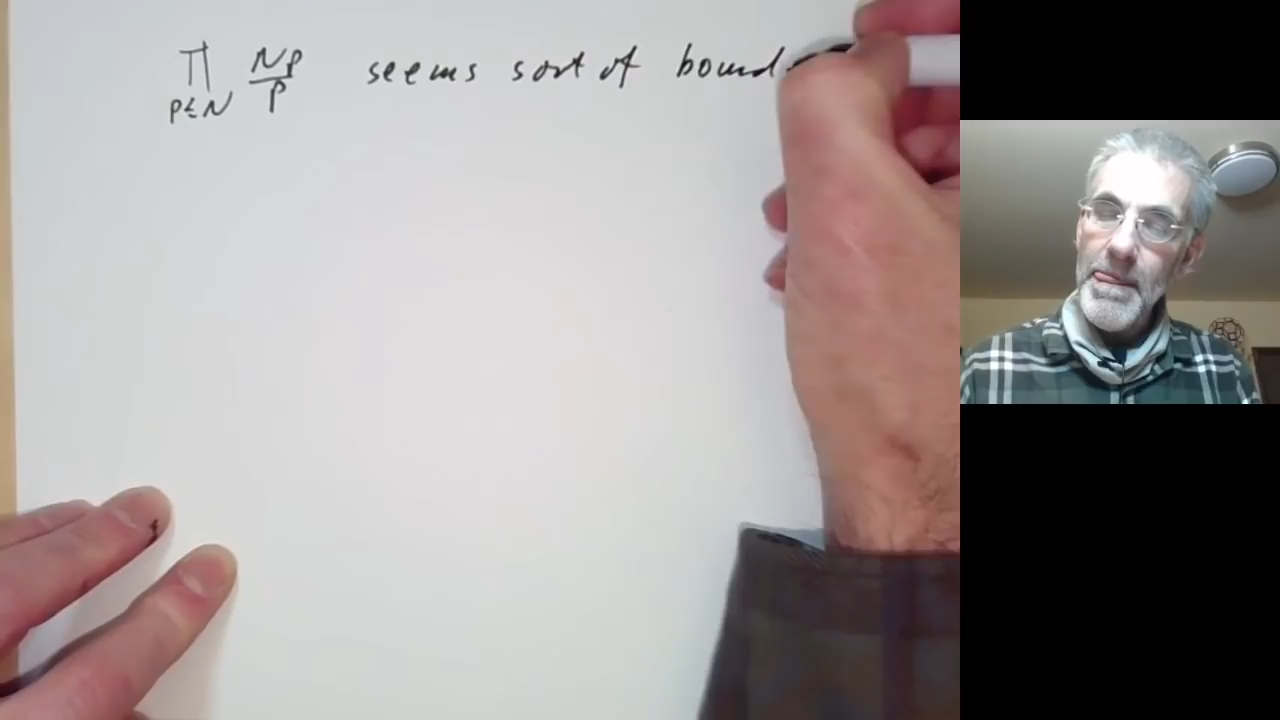 ∏ Np/p seems sort of bound
p≤N